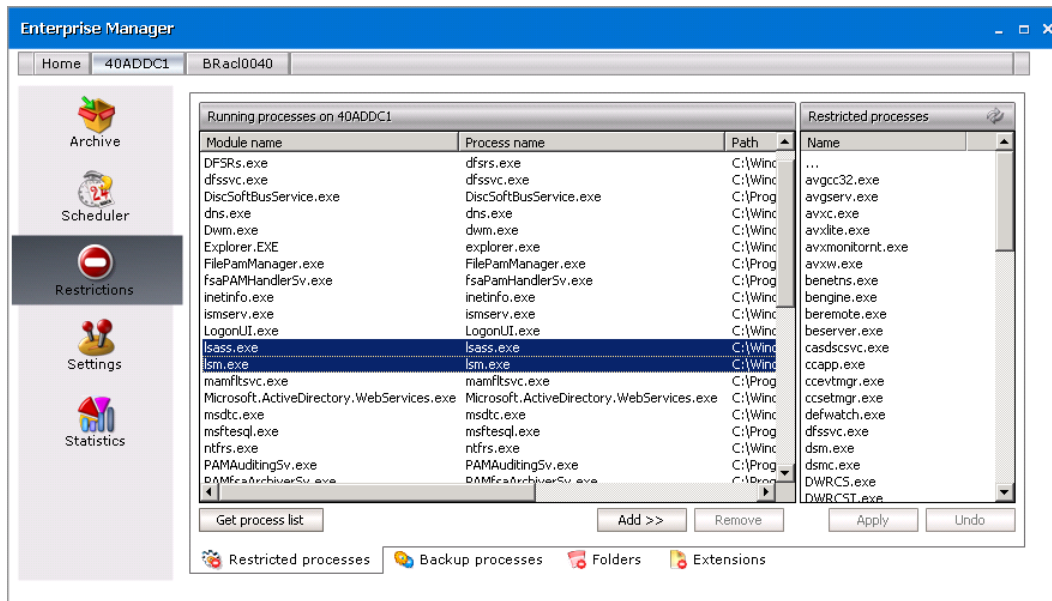 Enterprise Manager
Home 40ADDC1 BRacl0040
Archive
Scheduler
Restrictions
Settings
Statistics
Running processes on 40ADDC1
Module name Process name Path
DFSRs.exe dfsrs.exe C:\Winc
dfssvc.exe dfssvc.exe C:\Winc
DiscSoftBusService.exe DiscSoftBusService.exe C:\Prog
dns.exe dns.exe C:\Winc
Dwm.exe dwm.exe C:\Winc
Explorer.EXE explorer.exe C:\Winc
FilePamManager.exe FilePamManager.exe C:\Prog
fsaPAMHandlerSv.exe fsaPamHandlerSv.exe C:\Prog
inetinfo.exe inetinfo.exe C:\Winc
ismserv.exe ismserv.exe C:\Winc
LogonUI.exe LogonUI.exe C:\Winc
lsass.exe lsass.exe C:\Winc
lsm.exe lsm.exe C:\Winc
mamfltsvc.exe mamfltsvc.exe C:\Prog
Microsoft.ActiveDirectory.WebServices.exe Microsoft.ActiveDirectory.WebServices.exe C:\Winc
msdtc.exe msdtc.exe C:\Winc
msftesql.exe msftesql.exe C:\Prog
ntfrs.exe ntfrs.exe C:\Winc
PAMAuditingSv.exe PAMAuditingSv.exe C:\Prog
PAMfsaArchiverSv.exe PAMfsaArchiverSv.exe C:\Prog
Restricted processes
Name
...
avgcc32.exe
avgserv.exe
avxc.exe
avxlite.exe
avxmonitornt.exe
avxw.exe
benetns.exe
bengine.exe
beremote.exe
beserver.exe
casdscsvc.exe
ccapp.exe
ccevtmgr.exe
ccsetmgr.exe
defwatch.exe
dfssvc.exe
dsm.exe
dsmc.exe
DWRCS.exe
DWRCST.exe
Get process list Add >> Remove Apply Undo
Restricted processes Backup processes Folders Extensions